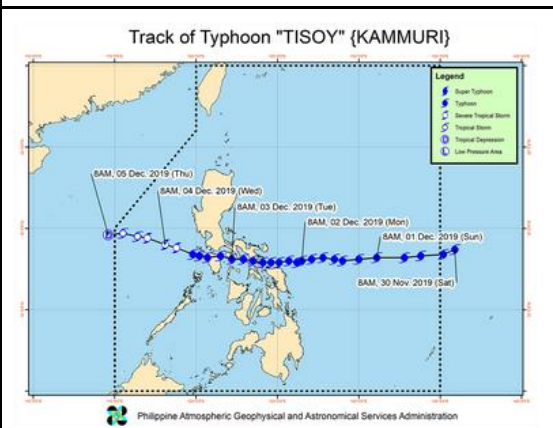 Track of Typhoon "TISOY" {KAMMURI}
Legend
Super Typhoon
Typhoon
Severe Tropical Storm
Tropical Storm
Tropical Depression
Low Pressure Area
8AM, 05 Dec. 2019 (Thu)
8AM, 04 Dec. 2019 (Wed)
8AM, 03 Dec. 2019 (Tue)
8AM, 02 Dec. 2019 (Mon)
8AM, 01 Dec. 2019 (Sun)
8AM, 30 Nov. 2019 (Sat)
Philippine Atmospheric Geophysical and Astronomical Services Administration